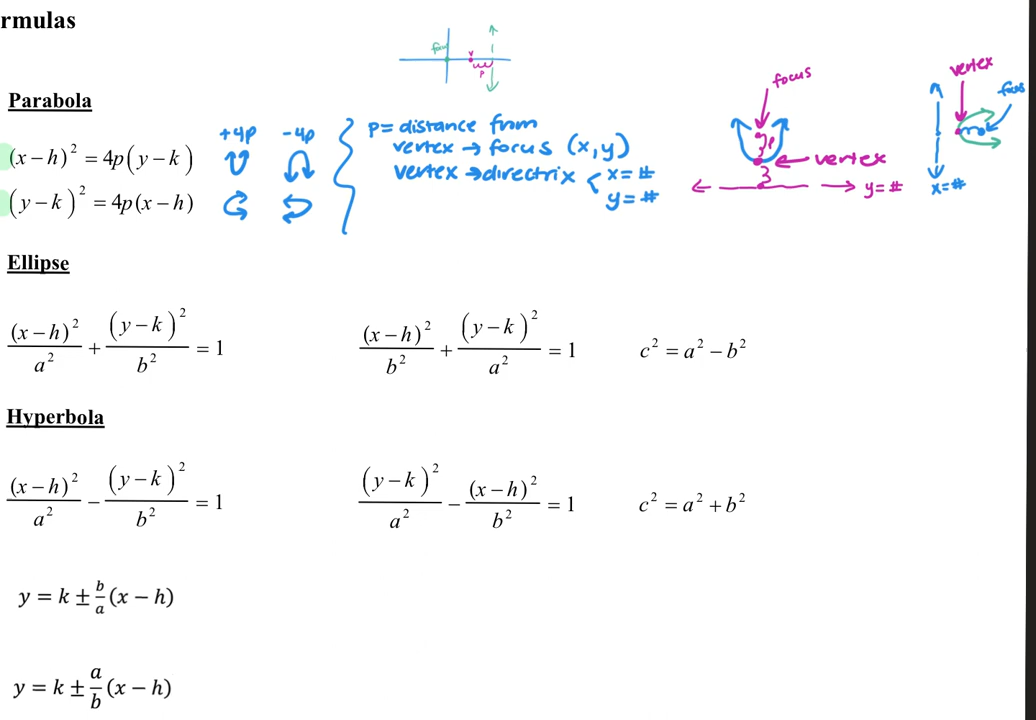 rmulas
focus
v
p
Parabola
+4p -4p
(x-h)² = 4p(y-k)
(y-k)² = 4p(x-h)
p= distance from
vertex → focus (x,y)
vertex → directrix < x= #
y= #
focus
p
vertex
y= #
vertex
focus
x=#
Ellipse
(x-h)²/a² + (y-k)²/b² = 1
(x-h)²/b² + (y-k)²/a² = 1
c² = a² - b²
Hyperbola
(x-h)²/a² - (y-k)²/b² = 1
(y-k)²/a² - (x-h)²/b² = 1
c² = a² + b²
y = k ± b/a (x - h)
y = k ± a/b (x - h)